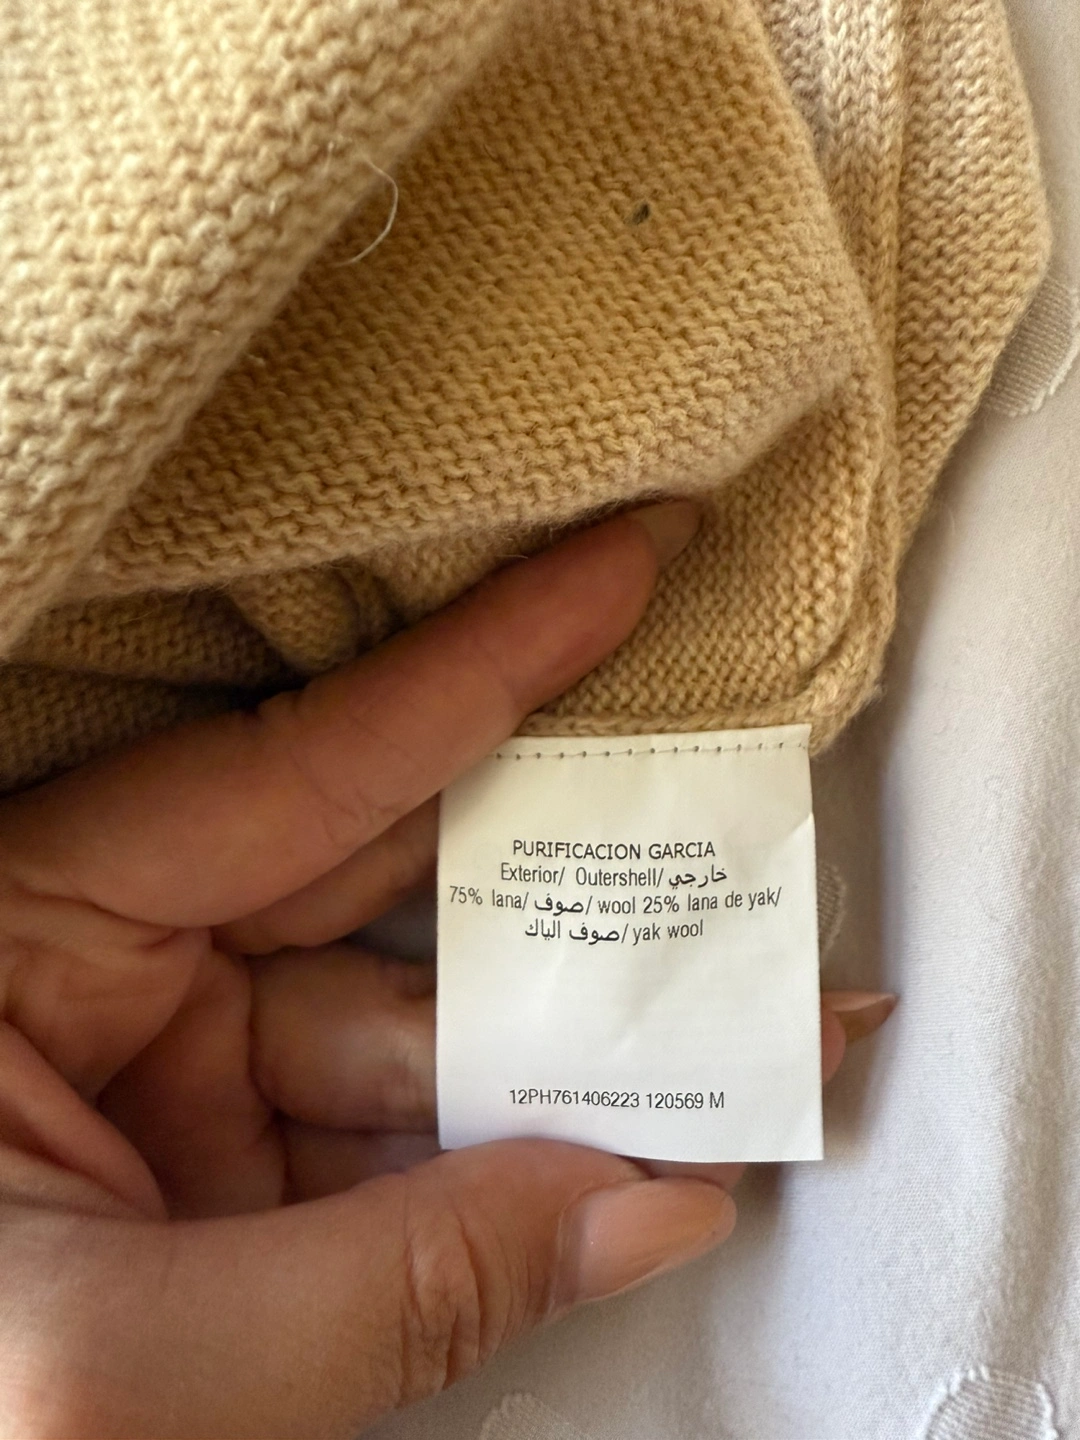 PURIFICACION GARCIA
Exterior/ Outershell/ خارجي
75% lana/ صوف/ wool 25% lana de yak/
صوف الياك/ yak wool
12PH761406223 120569 M